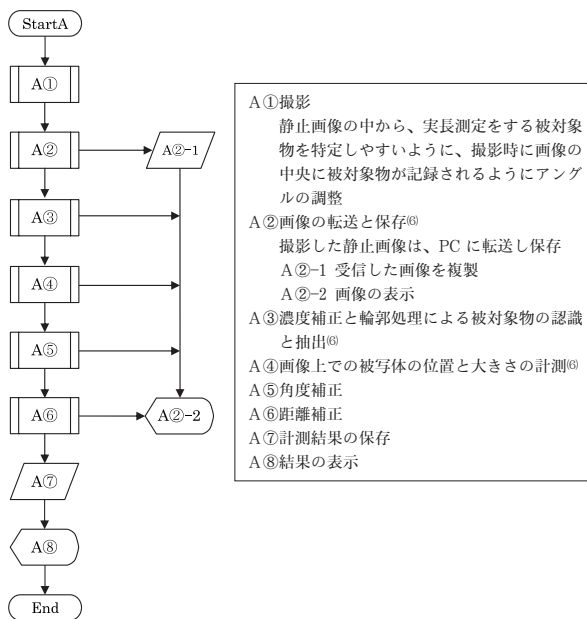 StartA
A①
A②
A②-1
A③
A④
A⑤
A⑥
A②-2
A⑦
A⑧
End
A①撮影
静止画像の中から、実長測定をする被対象
物を特定しやすいように、撮影時に画像の
中央に被対象物が記録されるようにアング
ルの調整
A②画像の転送と保存⑹
撮影した静止画像は、PC に転送し保存
A②-1 受信した画像を複製
A②-2 画像の表示
A③濃度補正と輪郭処理による被対象物の認識
と抽出⑹
A④画像上での被写体の位置と大きさの計測⑹
A⑤角度補正
A⑥距離補正
A⑦計測結果の保存
A⑧結果の表示